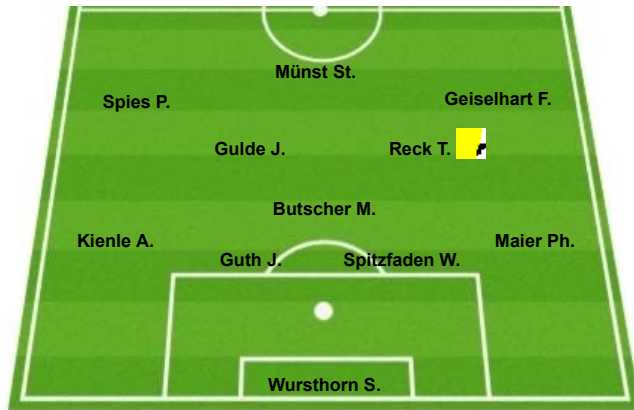 Münst St.
Spies P.
Geiselhart F.
Gulde J.
Reck T.
Butscher M.
Kienle A.
Maier Ph.
Guth J.
Spitzfaden W.
Wursthorn S.